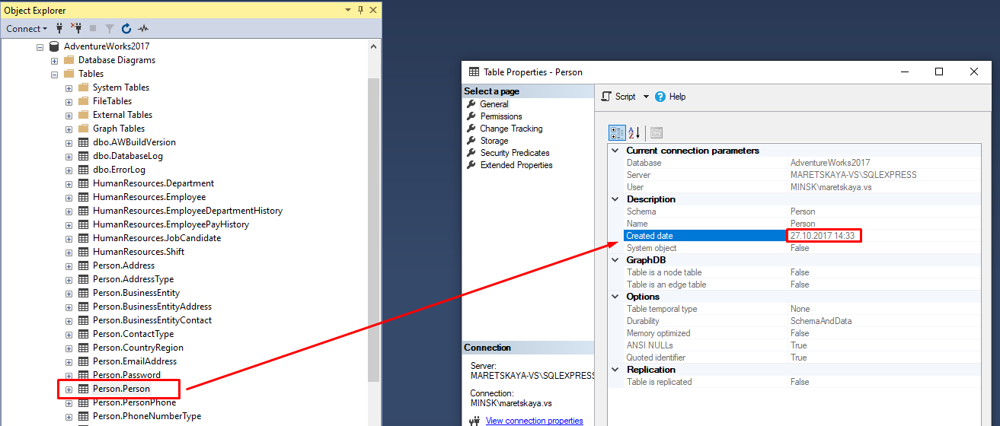 Object Explorer
Connect
AdventureWorks2017
Database Diagrams
Tables
System Tables
FileTables
External Tables
Graph Tables
dbo.AWBuildVersion
dbo.DatabaseLog
dbo.ErrorLog
HumanResources.Department
HumanResources.Employee
HumanResources.EmployeeDepartmentHistory
HumanResources.EmployeePayHistory
HumanResources.JobCandidate
HumanResources.Shift
Person.Address
Person.AddressType
Person.BusinessEntity
Person.BusinessEntityAddress
Person.BusinessEntityContact
Person.ContactType
Person.CountryRegion
Person.EmailAddress
Person.Password
Person.Person
Person.PersonPhone
Person.PhoneNumberType
Table Properties - Person
Select a page
General
Permissions
Change Tracking
Storage
Security Predicates
Extended Properties
Connection
Server:
MARETSKAYA-VS\SQLEXPRESS
Connection:
MINSK\maretskaya.vs
View connection properties
Script Help
Current connection parameters
Database AdventureWorks2017
Server MARETSKAYA-VS\SQLEXPRESS
User MINSK\maretskaya.vs
Description
Schema Person
Name Person
Created date 27.10.2017 14:33
System object False
GraphDB
Table is a node table False
Table is an edge table False
Options
Table temporal type None
Durability SchemaAndData
Memory optimized False
ANSI NULLs True
Quoted identifier True
Replication
Table is replicated False